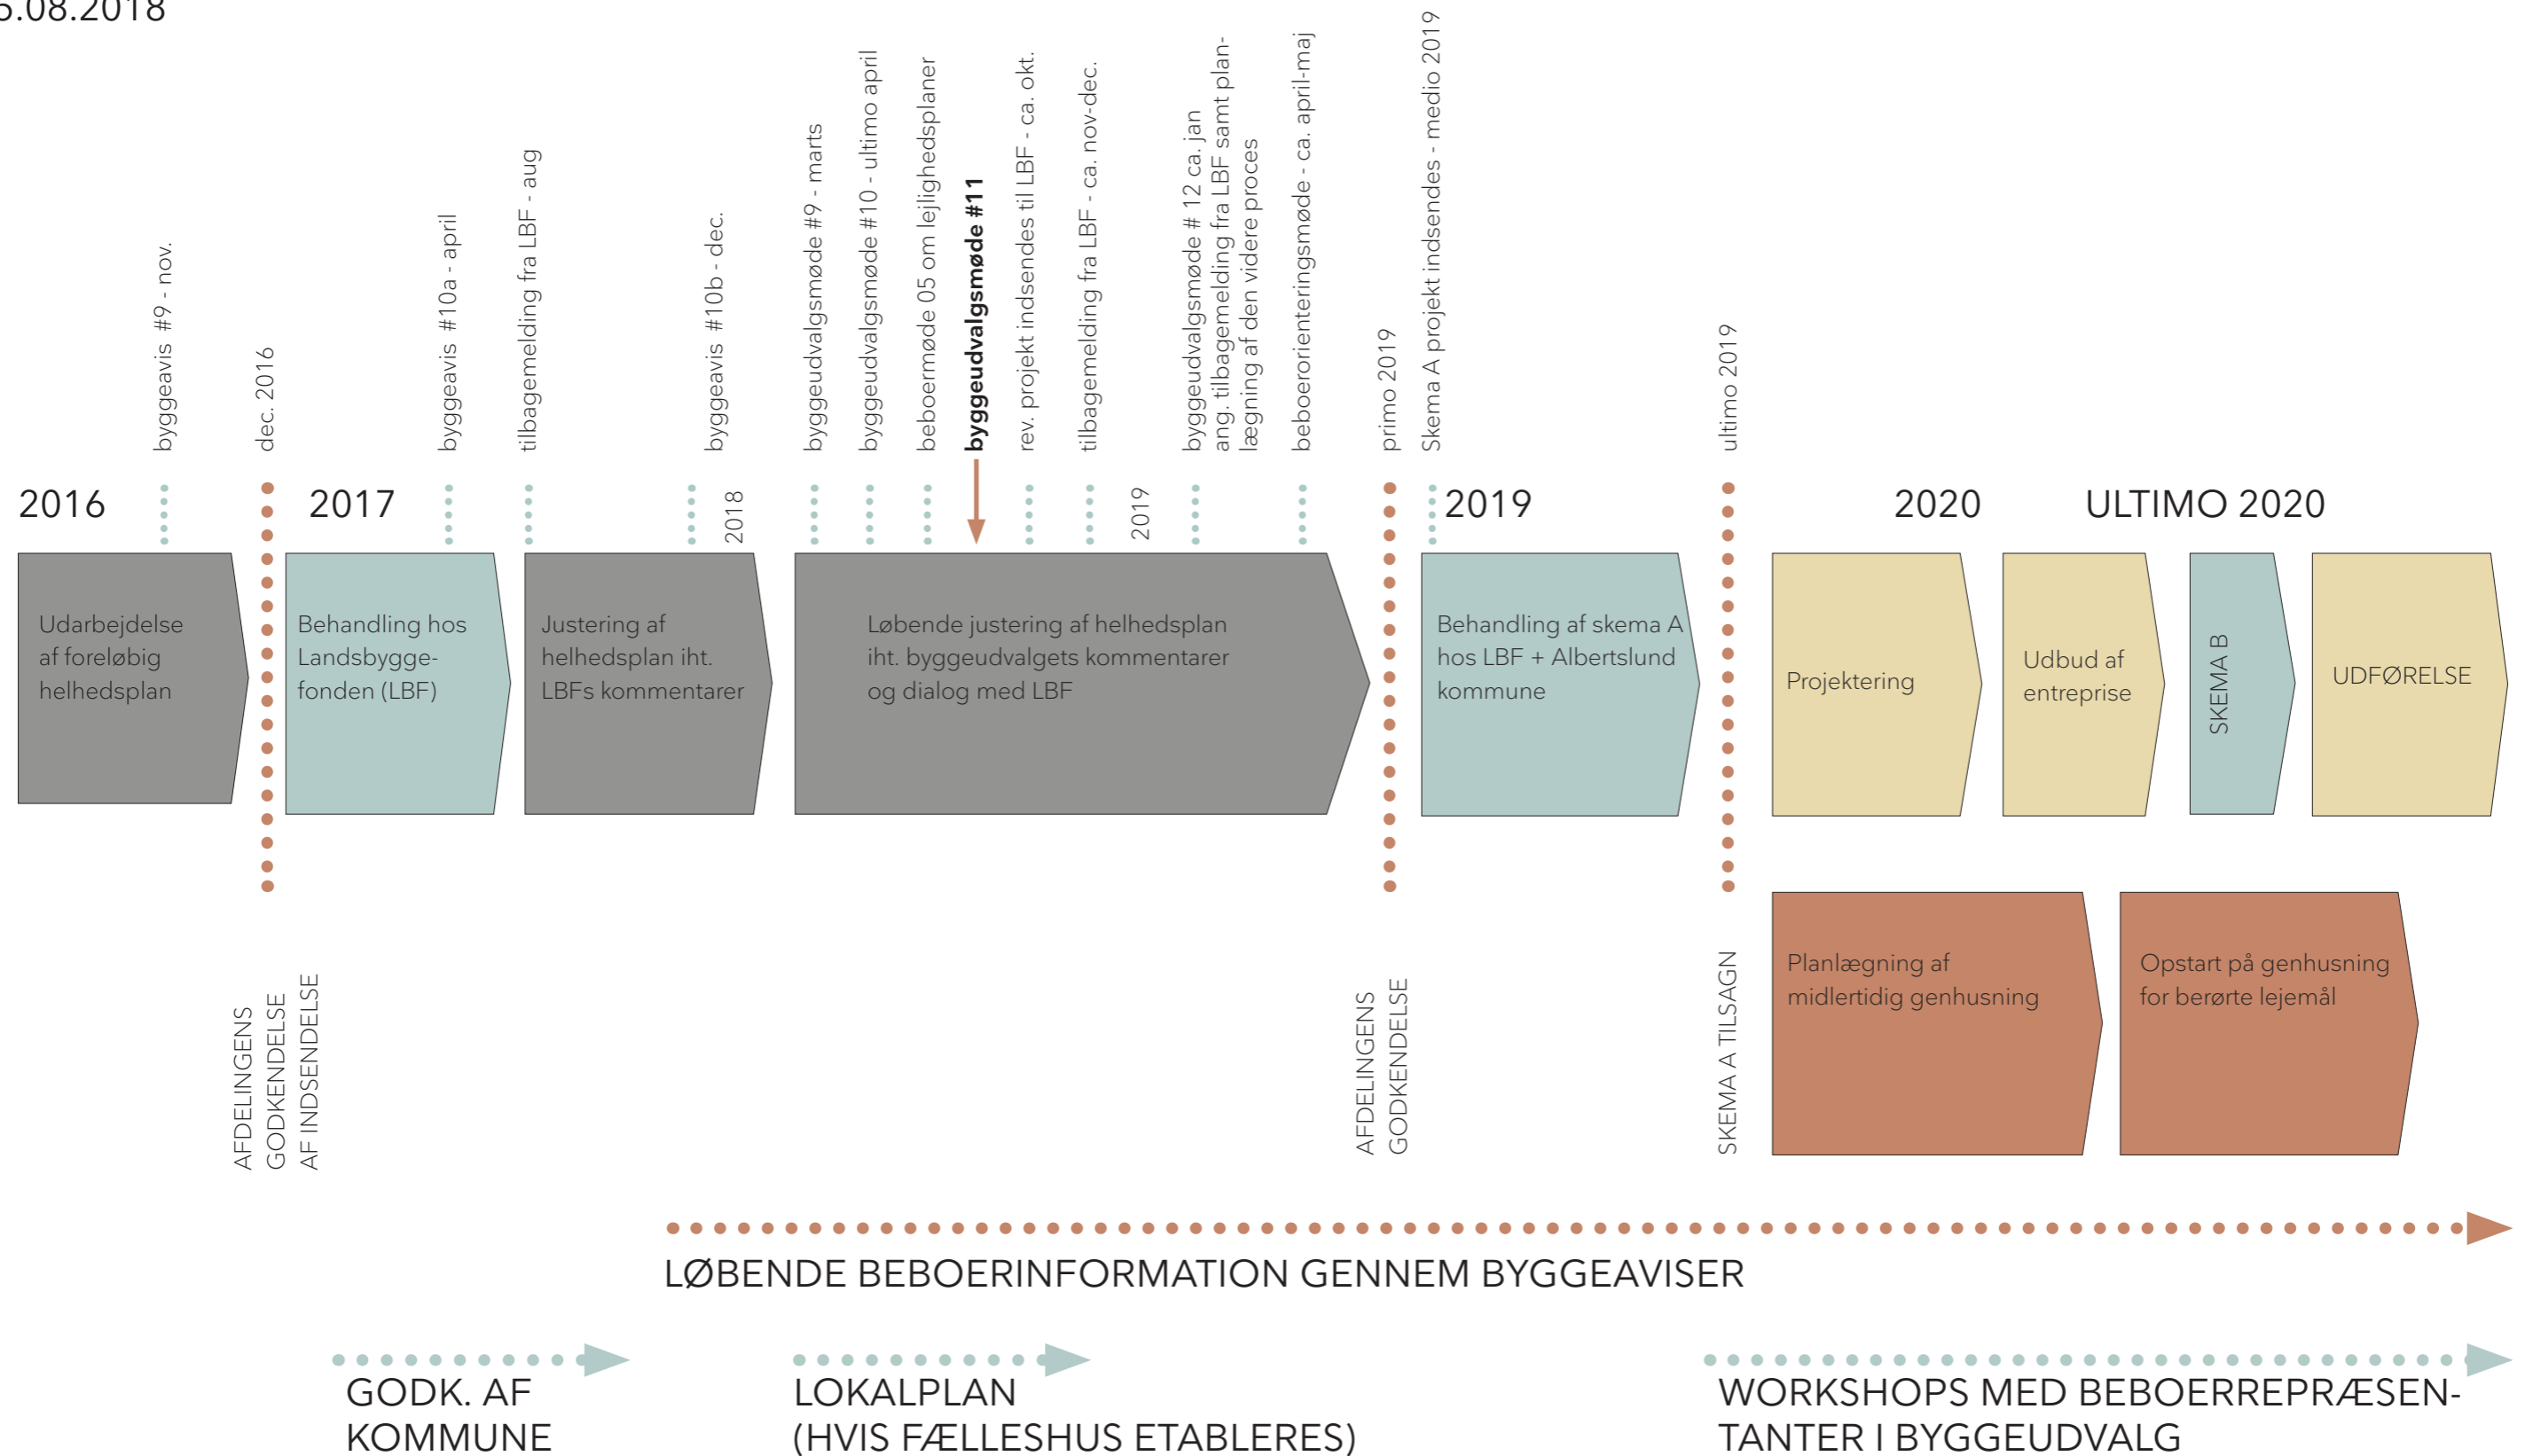 5.08.2018
byggeavis #9 - nov.
dec. 2016
byggeavis #10a - april
tilbagemelding fra LBF - aug
byggeavis #10b - dec.
byggeudvalgsmøde #9 - marts
byggeudvalgsmøde #10 - ultimo april
beboermøde 05 om lejlighedsplaner
byggeudvalgsmøde #11
rev. projekt indsendes til LBF - ca. okt.
tilbagemelding fra LBF - ca. nov-dec.
byggeudvalgsmøde # 12 ca. jan
ang. tilbagemelding fra LBF samt plan-
lægning af den videre proces
beboerorienteringsmøde - ca. april-maj
primo 2019
Skema A projekt indsendes - medio 2019
ultimo 2019
2016
2017
2018
2019
2019
2020
ULTIMO 2020
Udarbejdelse
af foreløbig
helhedsplan
Behandling hos
Landsbygge-
fonden (LBF)
Justering af
helhedsplan iht.
LBFs kommentarer
Løbende justering af helhedsplan
iht. byggeudvalgets kommentarer
og dialog med LBF
Behandling af skema A
hos LBF + Albertslund
kommune
Projektering
Udbud af
entreprise
SKEMA B
UDFØRELSE
AFDELINGENS
GODKENDELSE
AF INDSENDELSE
AFDELINGENS
GODKENDELSE
SKEMA A TILSAGN
Planlægning af
midlertidig genhusning
Opstart på genhusning
for berørte lejemål
LØBENDE BEBOERINFORMATION GENNEM BYGGEAVISER
GODK. AF
KOMMUNE
LOKALPLAN
(HVIS FÆLLESHUS ETABLERES)
WORKSHOPS MED BEBOERREPRÆSEN-
TANTER I BYGGEUDVALG